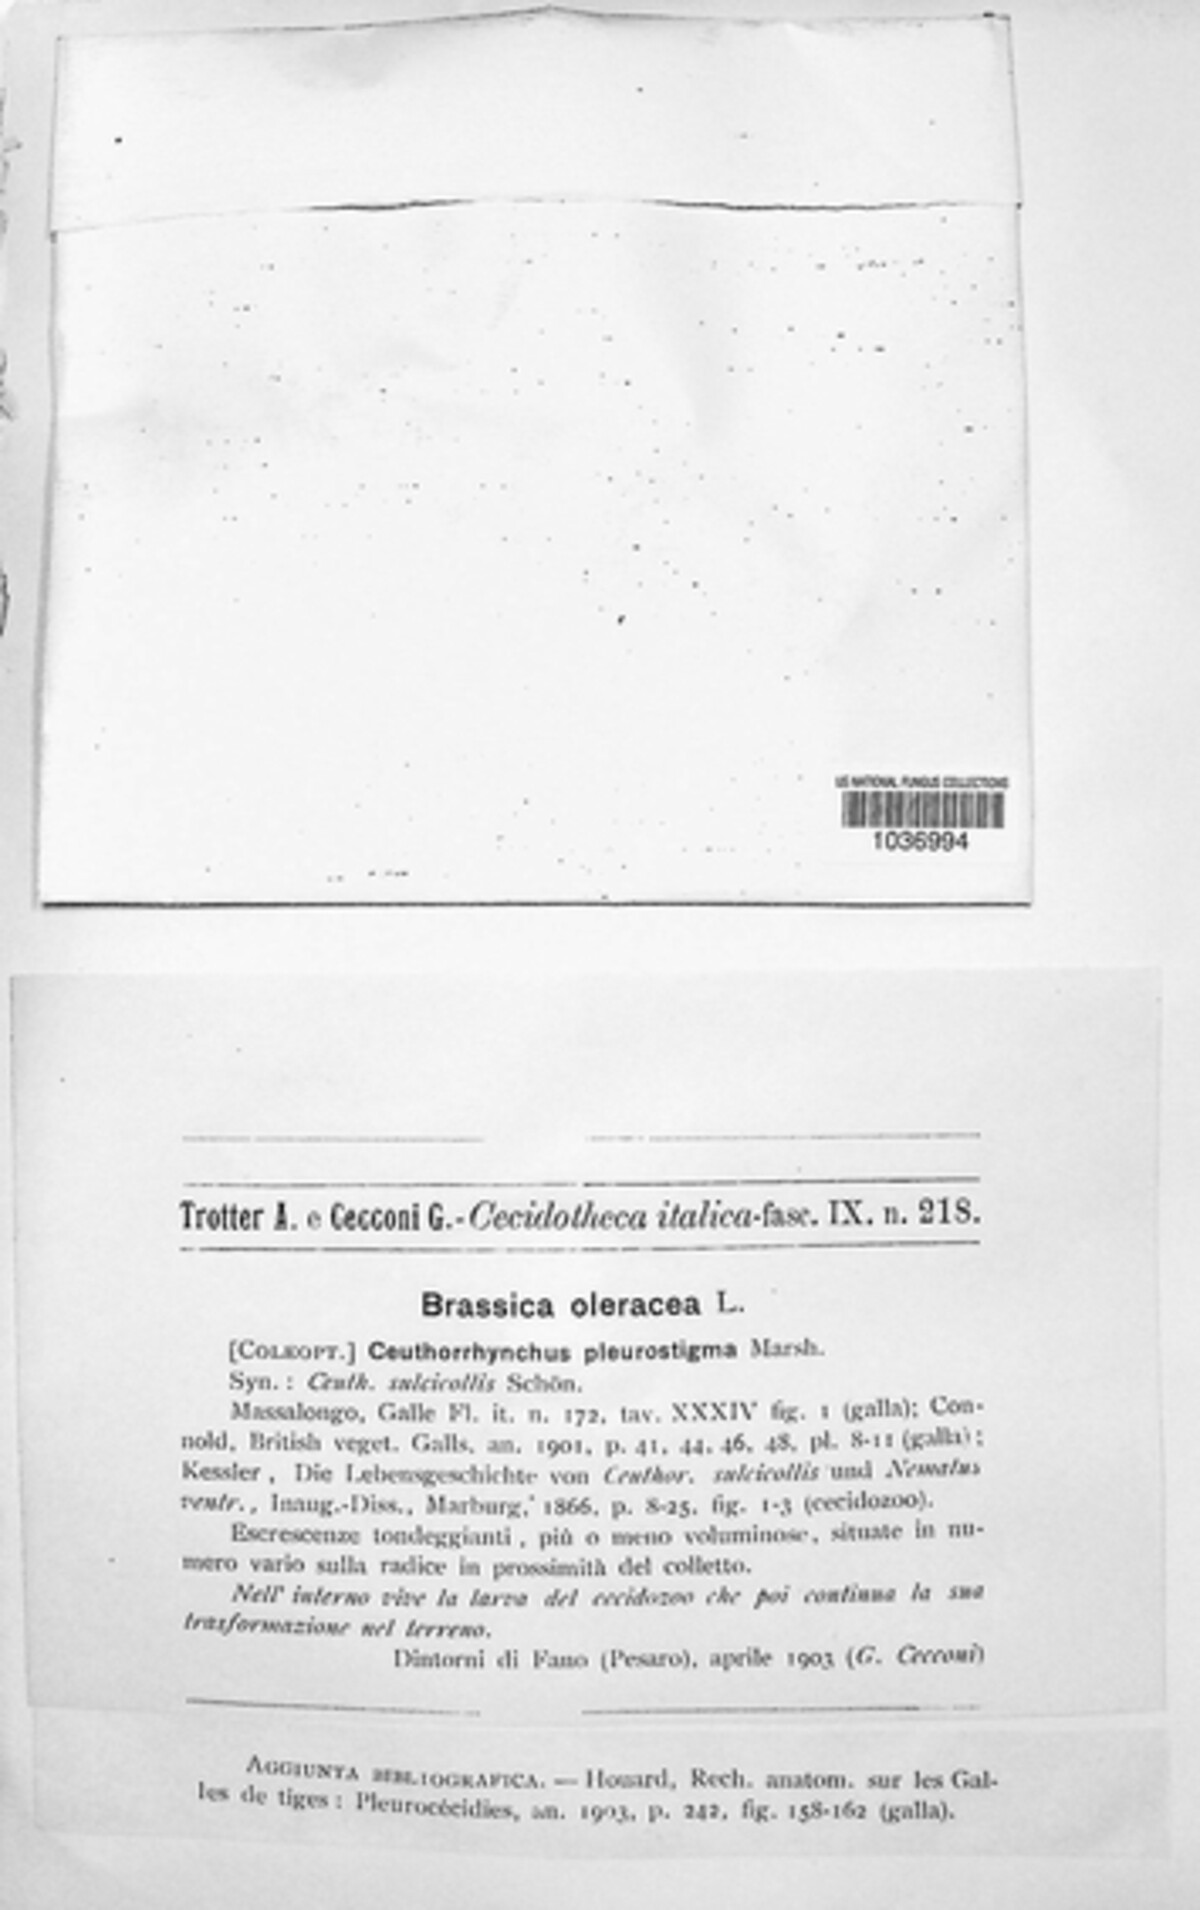 US NATIONAL FUNGUS COLLECTIONS
1036994
Trotter A. e Cecconi G.-Cecidotheca italica-fasc. IX. n. 218.
Brassica oleracea L.
[COLEOPT.] Ceuthorrhynchus pleurostigma Marsh.
Syn. : Ceuth. sulcicollis Schön.
Massalongo, Galle Fl. it. n. 172, tav. XXXIV fig. 1 (galla); Con-
nold, British veget. Galls, an. 1901, p. 41, 44, 46, 48, pl. 8-11 (galla);
Kessler, Die Lebensgeschichte von Ceuthor. sulcicollis und Nematus
ventr., Inaug.-Diss., Marburg, 1866, p. 8-25, fig. 1-3 (cecidozoo).
Escrescenze tondeggianti, più o meno voluminose, situate in nu-
mero vario sulla radice in prossimità del colletto.
Nell' interno vive la larva del cecidozoo che poi continua la sua
trasformazione nel terreno.
Dintorni di Fano (Pesaro), aprile 1903 (G. Cecconi)
AGGIUNTA BIBLIOGRAFICA. — Houard, Rech. anatom. sur les Gal-
les de tiges : Pleurocécidies, an. 1903, p. 242, fig. 158-162 (galla).